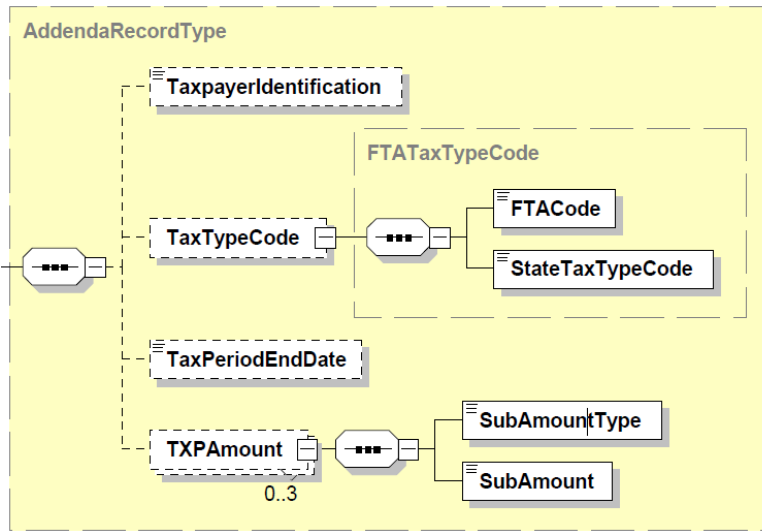 AddendaRecordType
TaxpayerIdentification
FTATaxTypeCode
FTACode
TaxTypeCode
StateTaxTypeCode
TaxPeriodEndDate
SubAmountType
TXPAmount
SubAmount
0..3